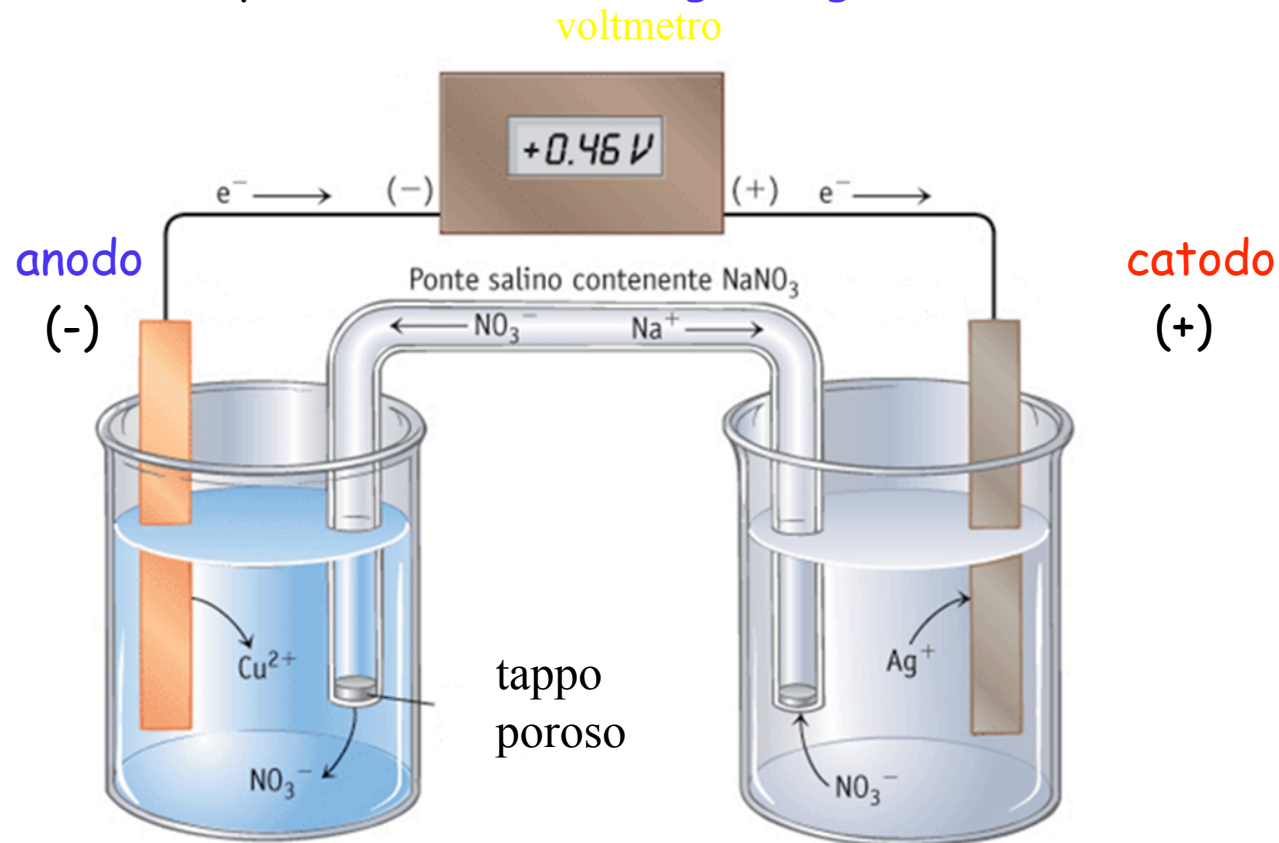 voltmetro
+0.46 V
e⁻ (−) (+) e⁻
anodo
(-)
catodo
(+)
Ponte salino contenente NaNO₃
NO₃⁻ Na⁺
Cu²⁺
Ag⁺
tappo
poroso
NO₃⁻
NO₃⁻